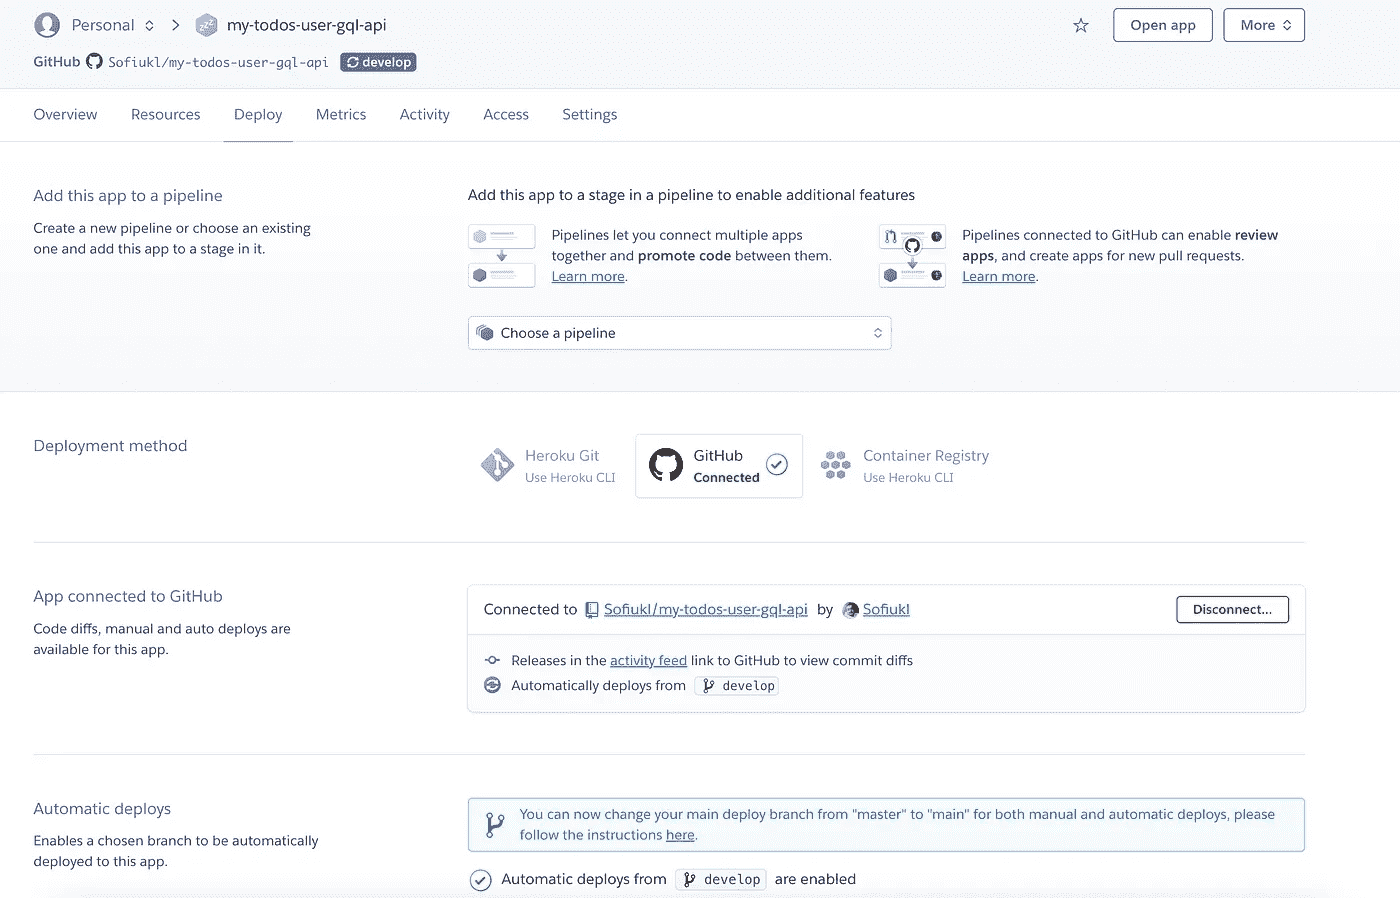 Personal my-todos-user-gql-api
Open app More
GitHub Sofiukl/my-todos-user-gql-api develop
Overview Resources Deploy Metrics Activity Access Settings
Add this app to a pipeline
Create a new pipeline or choose an existing
one and add this app to a stage in it.
Add this app to a stage in a pipeline to enable additional features
Pipelines let you connect multiple apps
together and promote code between them.
Learn more.
Pipelines connected to GitHub can enable review
apps, and create apps for new pull requests.
Learn more.
Choose a pipeline
Deployment method
Heroku Git
Use Heroku CLI
GitHub
Connected
Container Registry
Use Heroku CLI
App connected to GitHub
Code diffs, manual and auto deploys are
available for this app.
Connected to Sofiukl/my-todos-user-gql-api by Sofiukl
Disconnect...
Releases in the activity feed link to GitHub to view commit diffs
Automatically deploys from develop
Automatic deploys
Enables a chosen branch to be automatically
deployed to this app.
You can now change your main deploy branch from "master" to "main" for both manual and automatic deploys, please
follow the instructions here.
Automatic deploys from develop are enabled